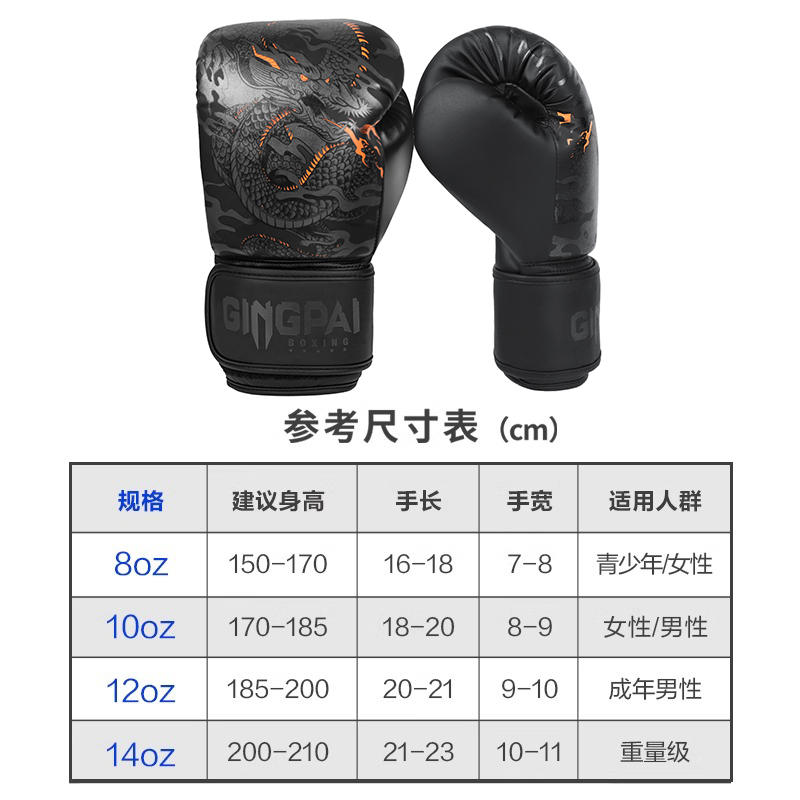 GINGPAI
BOXING
GI
参考尺寸表（cm）
规格 建议身高 手长 手宽 适用人群
8oz 150-170 16-18 7-8 青少年/女性
10oz 170-185 18-20 8-9 女性/男性
12oz 185-200 20-21 9-10 成年男性
14oz 200-210 21-23 10-11 重量级